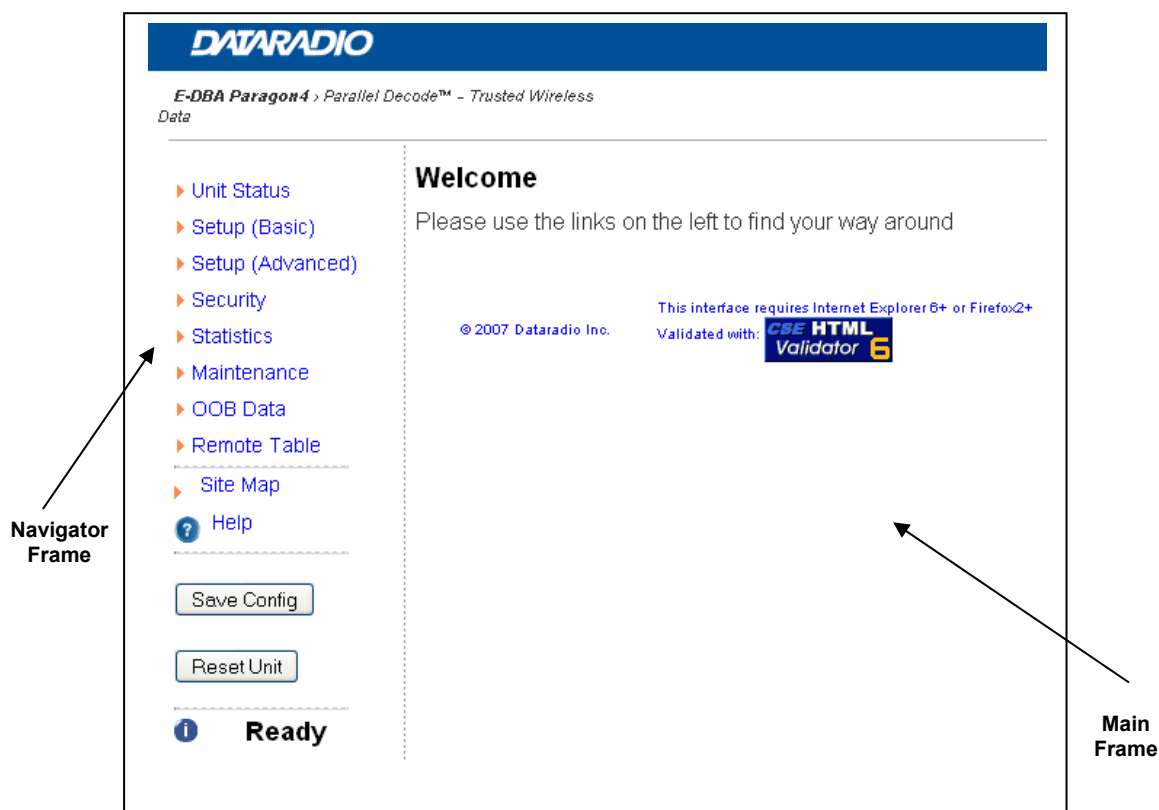 DATARADIO
E-DBA Paragon4 › Parallel Decode™ – Trusted Wireless
Data
Unit Status
Setup (Basic)
Setup (Advanced)
Security
Statistics
Maintenance
OOB Data
Remote Table
Site Map
? Help
Save Config
Reset Unit
i Ready
Welcome
Please use the links on the left to find your way around
© 2007 Dataradio Inc.
This interface requires Internet Explorer 6+ or Firefox2+
Validated with: CSE HTML
Validator 6
Navigator
Frame
Main
Frame